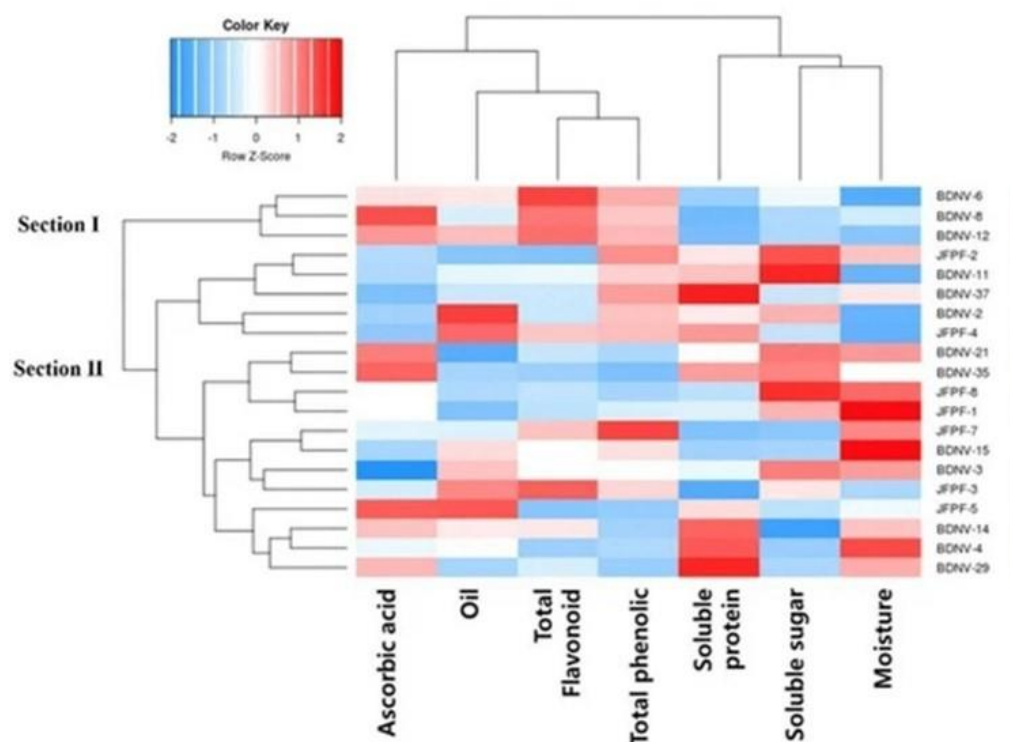 Color Key
-2 -1 0 1 2
Row Z-Score
Section I
Section II
BDNV-6
BDNV-8
BDNV-12
JFPF-2
BDNV-11
BDNV-37
BDNV-2
JFPF-4
BDNV-21
BDNV-35
JFPF-8
JFPF-1
JFPF-7
BDNV-15
BDNV-3
JFPF-3
JFPF-5
BDNV-14
BDNV-4
BDNV-29
Ascorbic acid
Oil
Total
Flavonoid
Total phenolic
Soluble
protein
Soluble sugar
Moisture